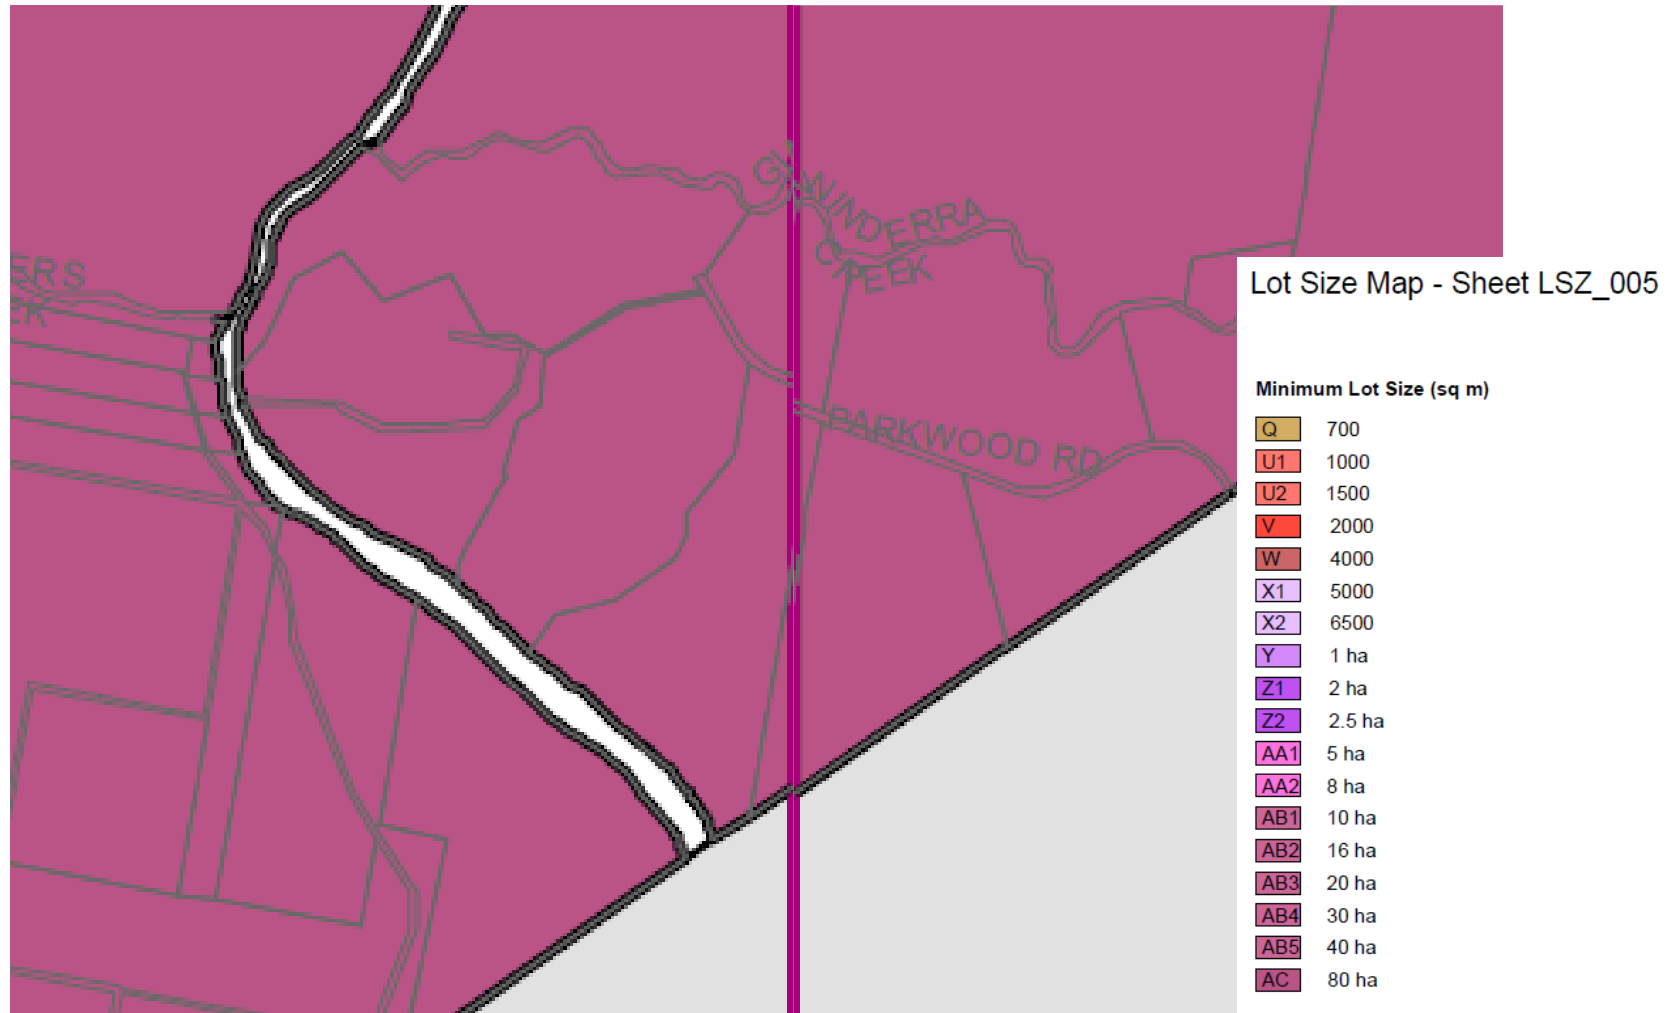 GINNINDERRA
CREEK
ERS
EK
PARKWOOD RD
Lot Size Map - Sheet LSZ_005
Minimum Lot Size (sq m)
Q 700
U1 1000
U2 1500
V 2000
W 4000
X1 5000
X2 6500
Y 1 ha
Z1 2 ha
Z2 2.5 ha
AA1 5 ha
AA2 8 ha
AB1 10 ha
AB2 16 ha
AB3 20 ha
AB4 30 ha
AB5 40 ha
AC 80 ha